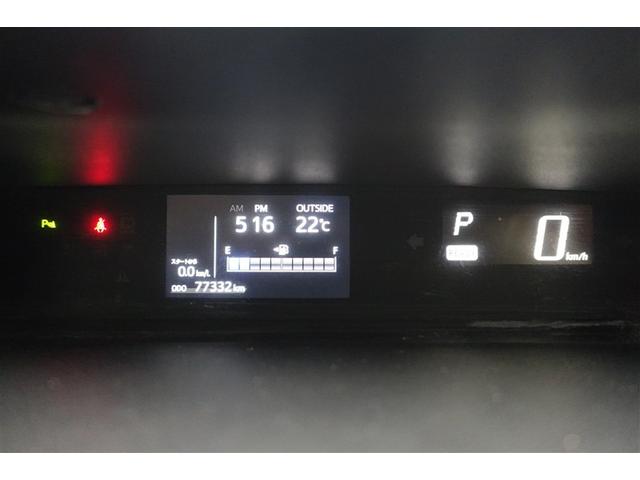 AM PM OUTSIDE
5 16 22℃
E F
スタートから
0.0 km/L
ODO 77332 km
P
0 km/h